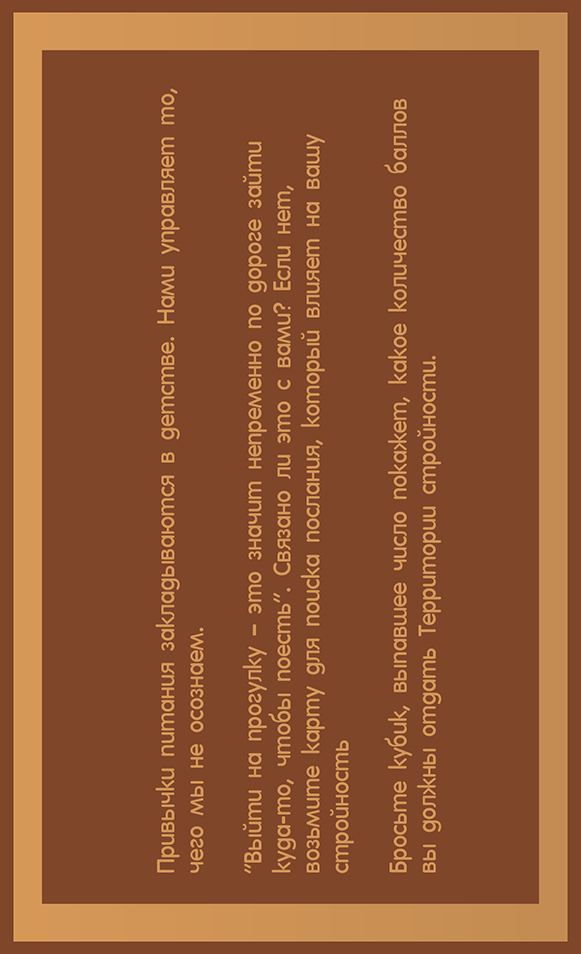 Привычки питания закладываются в детстве. Нами управляет то,
чего мы не осознаем.
"Выйти на прогулку – это значит непременно по дороге зайти
куда-то, чтобы поесть". Связано ли это с вами? Если нет,
возьмите карту для поиска послания, который влияет на вашу
стройность
Бросьте кубик, выпавшее число покажет, какое количество баллов
вы должны отдать Территории стройности.